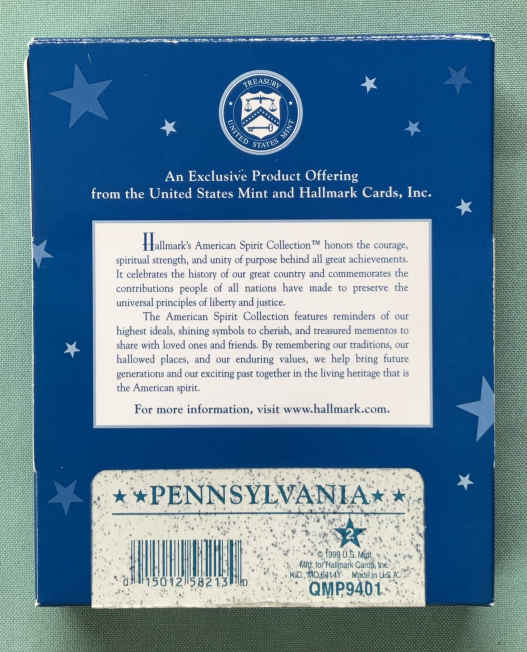 TREASURY
UNITED STATES MINT
An Exclusive Product Offering
from the United States Mint and Hallmark Cards, Inc.
Hallmark's American Spirit Collection™ honors the courage,
spiritual strength, and unity of purpose behind all great achievements.
It celebrates the history of our great country and commemorates the
contributions people of all nations have made to preserve the
universal principles of liberty and justice.
The American Spirit Collection features reminders of our
highest ideals, shining symbols to cherish, and treasured mementos to
share with loved ones and friends. By remembering our traditions, our
hallowed places, and our enduring values, we help bring future
generations and our exciting past together in the living heritage that is
the American spirit.
For more information, visit www.hallmark.com.
★ ★PENNSYLVANIA★ ★
2
© 1999 U.S. Mint
Mfd. for Hallmark Cards, Inc.
K.C., MO 64141 Made in U.S.A.
0 15012 58213 0
QMP9401